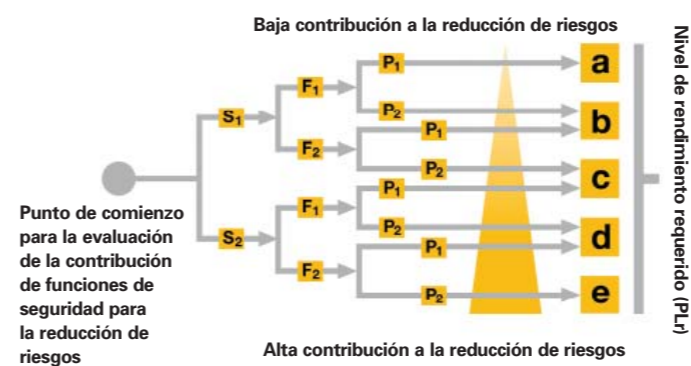 Baja contribución a la reducción de riesgos
P1
a
F1
S1
P2
b
P1
F2
P2
c
Punto de comienzo
para la evaluación
de la contribución
de funciones de
seguridad para
la reducción de
riesgos
P1
F1
S2
P2
d
P1
F2
P2
e
Alta contribución a la reducción de riesgos
Nivel de rendimiento requerido (PLr)